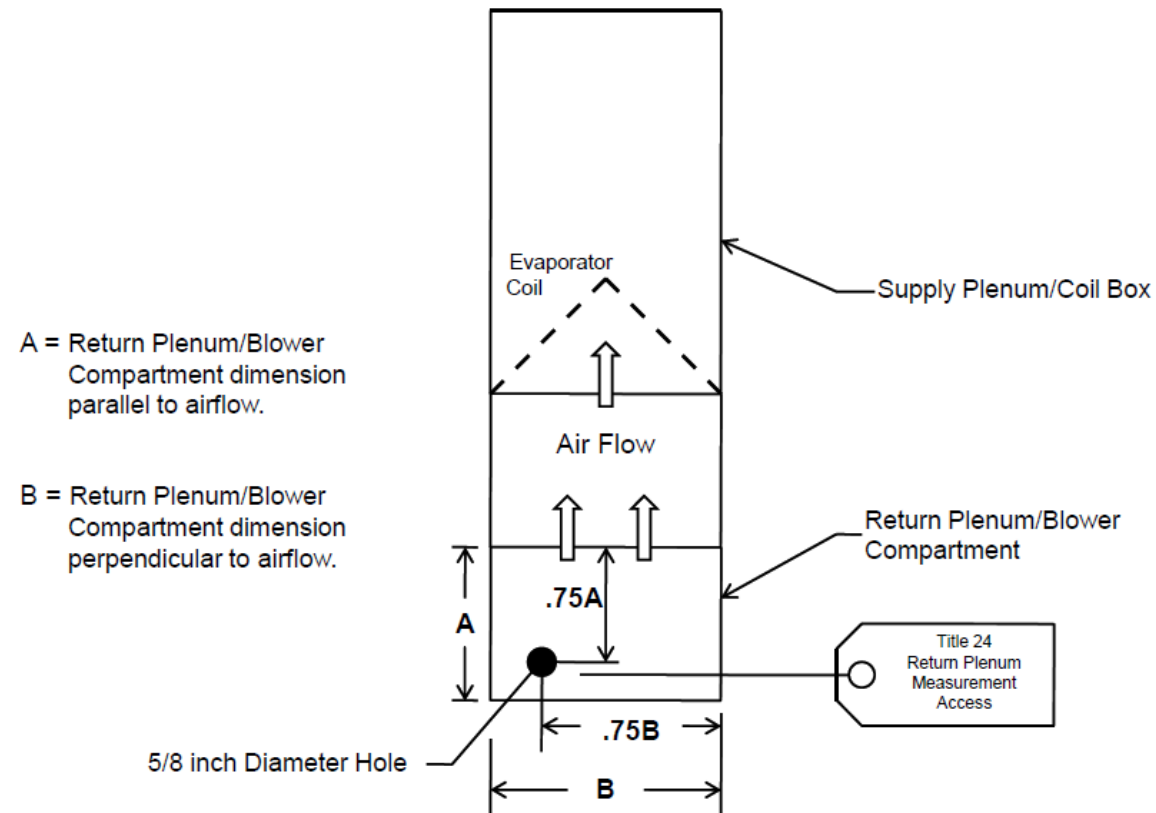 Evaporator
Coil
Supply Plenum/Coil Box
A = Return Plenum/Blower
Compartment dimension
parallel to airflow.
Air Flow
B = Return Plenum/Blower
Compartment dimension
perpendicular to airflow.
Return Plenum/Blower
Compartment
.75A
A
Title 24
Return Plenum
Measurement
Access
.75B
5/8 inch Diameter Hole
B